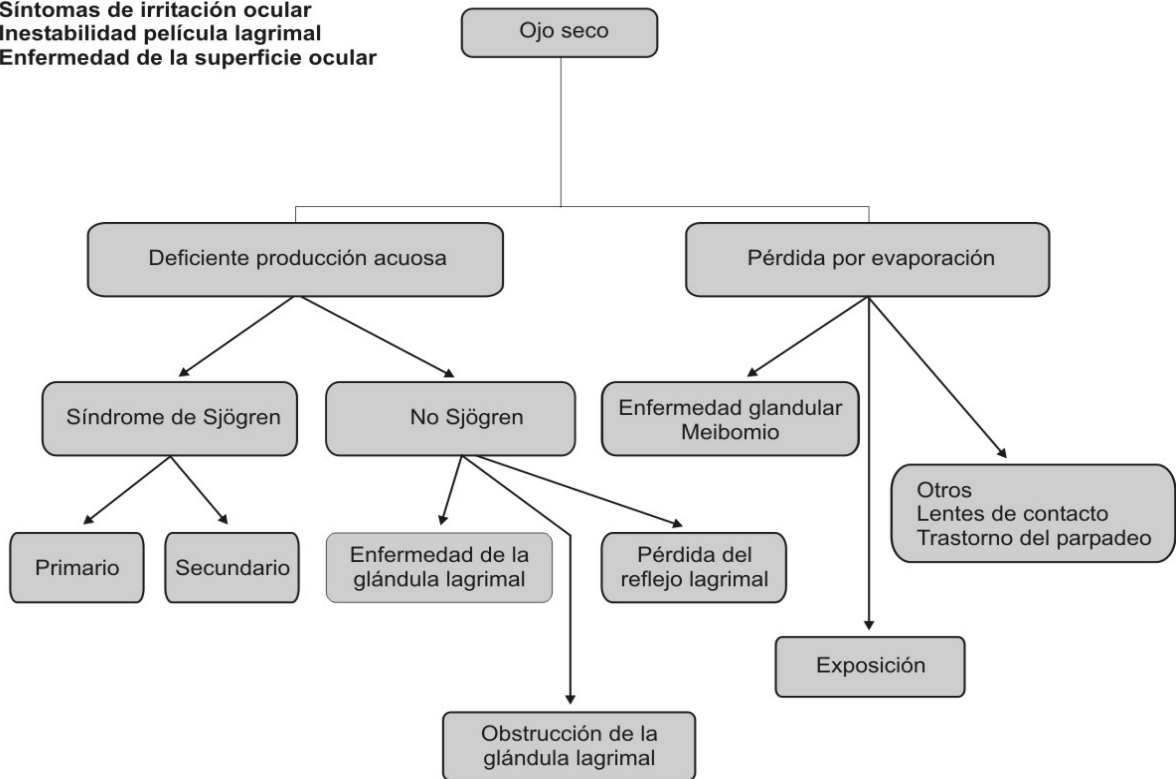 Síntomas de irritación ocular
Inestabilidad película lagrimal
Enfermedad de la superficie ocular
Ojo seco
Deficiente producción acuosa
Pérdida por evaporación
Síndrome de Sjögren
No Sjögren
Enfermedad glandular
Meibomio
Otros
Lentes de contacto
Trastorno del parpadeo
Primario
Secundario
Enfermedad de la
glándula lagrimal
Pérdida del
reflejo lagrimal
Exposición
Obstrucción de la
glándula lagrimal